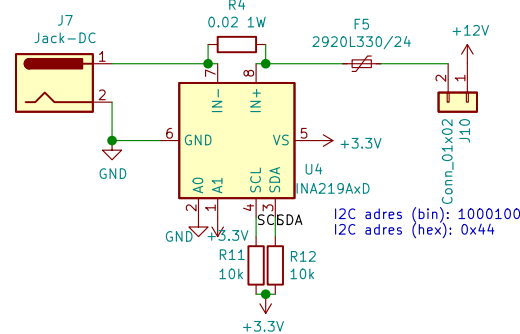 J7
Jack-DC
R4
0.02 1W
F5
2920L330/24
+12V
1
2
7
8
IN-
IN+
2
1
J10
Conn_01x02
6
GND
VS
5
+3.3V
GND
U4
INA219AxD
A0
A1
SCL
SDA
2
1
4
3
SCL
SDA
GND
+3.3V
I2C adres (bin): 1000100
I2C adres (hex): 0x44
R11
10k
R12
10k
+3.3V